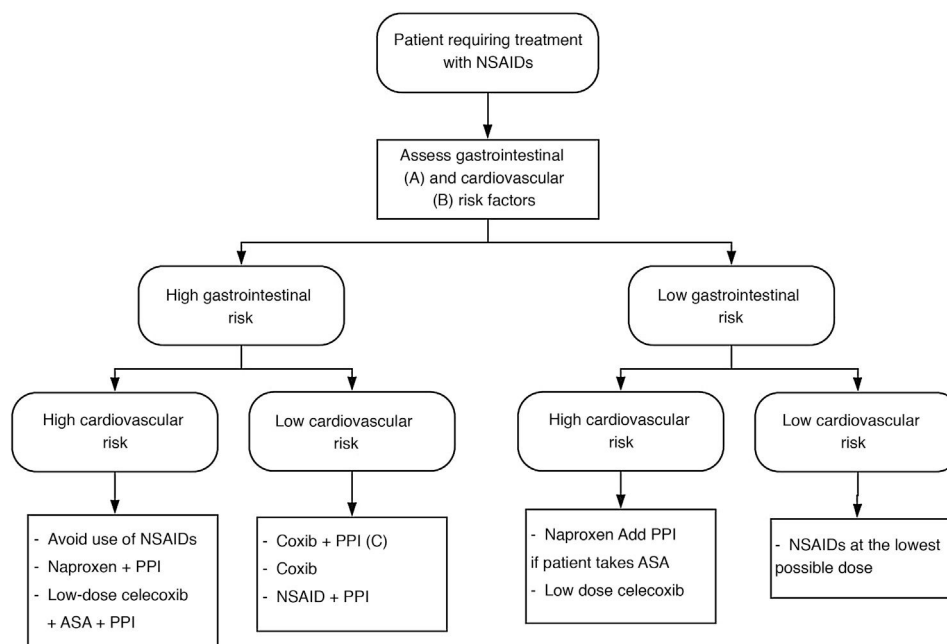 Patient requiring treatment
with NSAIDs
Assess gastrointestinal
(A) and cardiovascular
(B) risk factors
High gastrointestinal
risk
Low gastrointestinal
risk
High cardiovascular
risk
Low cardiovascular
risk
High cardiovascular
risk
Low cardiovascular
risk
- Avoid use of NSAIDs
- Naproxen + PPI
- Low-dose celecoxib
+ ASA + PPI
- Coxib + PPI (C)
- Coxib
- NSAID + PPI
- Naproxen Add PPI
if patient takes ASA
- Low dose celecoxib
- NSAIDs at the lowest
possible dose